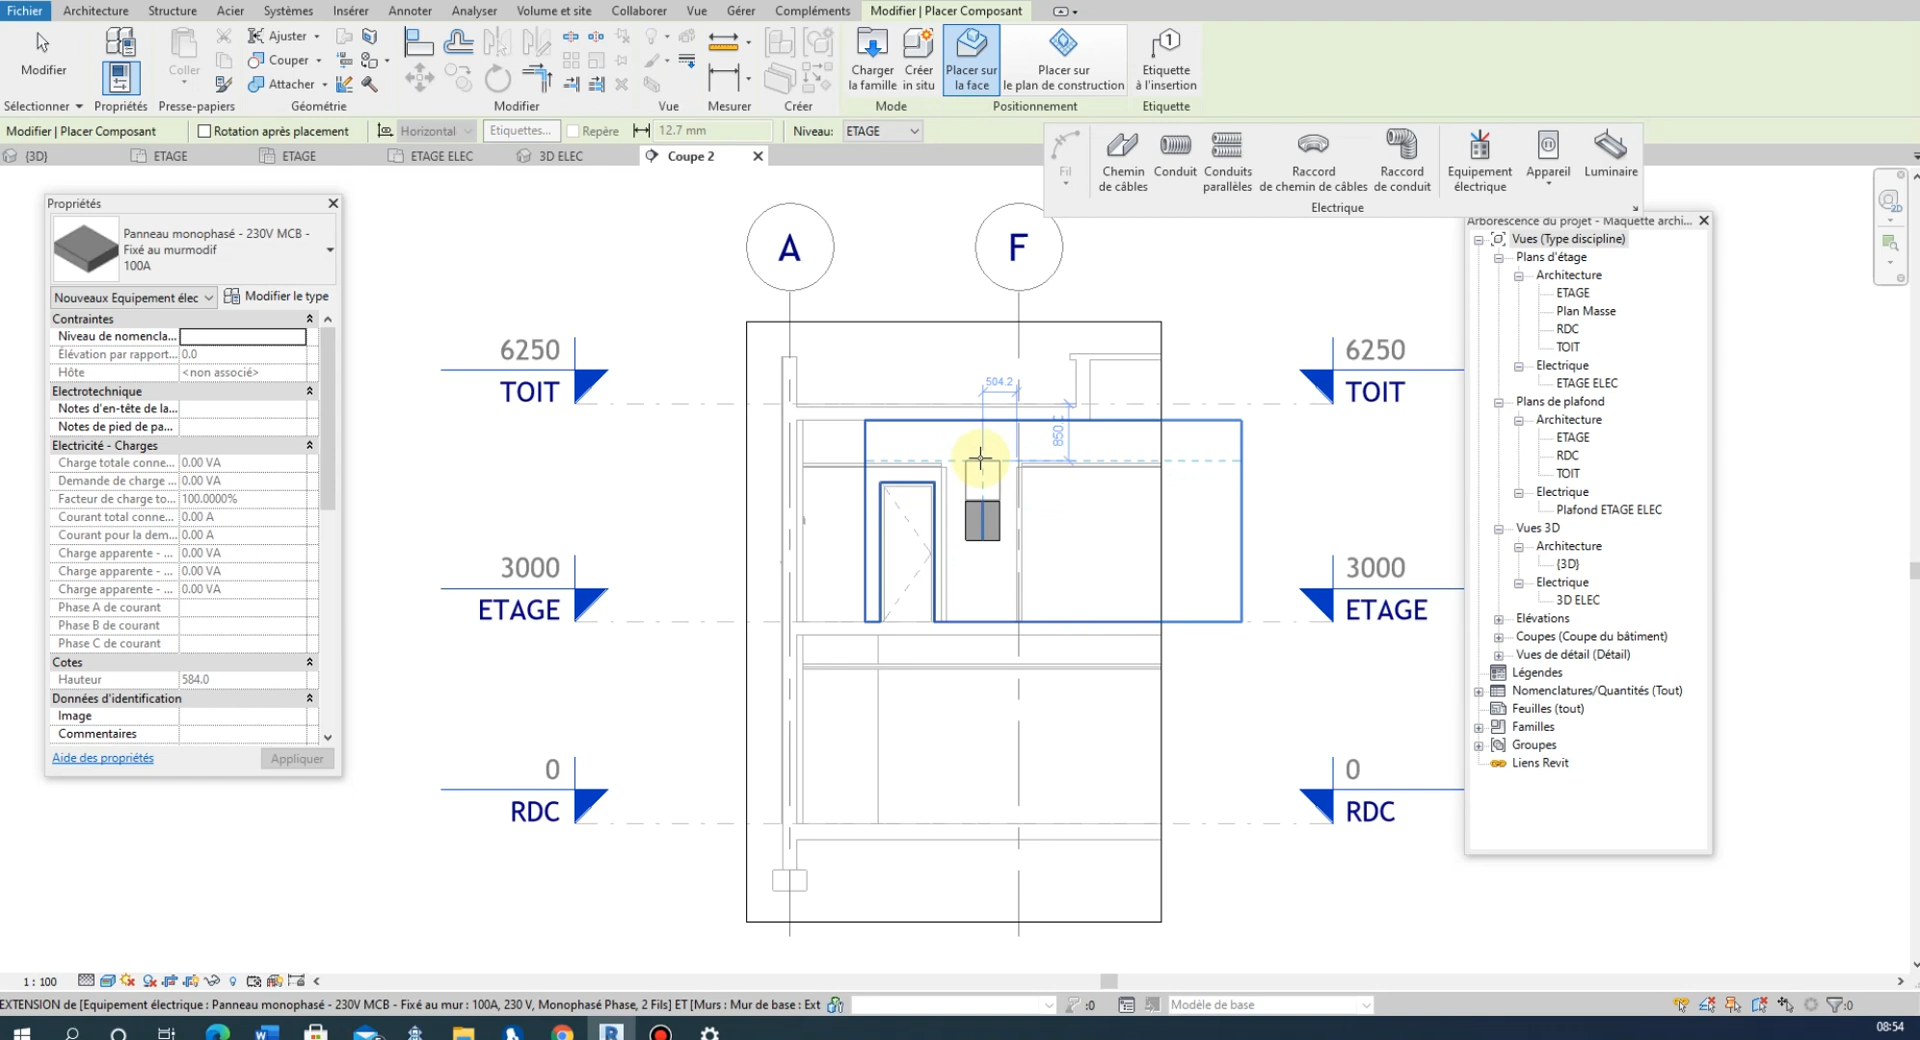 Fichier Architecture Structure Acier Systèmes Insérer Annoter Analyser Volume et site Collaborer Vue Gérer Compléments Modifier | Placer Composant
Modifier
Coller
Ajuster
Couper
Attacher
Charger
la famille
Créer
in situ
Placer sur
la face
Placer sur
le plan de construction
Etiquette
à l'insertion
Sélectionner Propriétés Presse-papiers Géométrie Modifier Vue Mesurer Créer Mode Positionnement Etiquette
Modifier | Placer Composant Rotation après placement Horizontal Etiquettes... Repère 12.7 mm Niveau: ETAGE
{3D} ETAGE ETAGE ETAGE ELEC 3D ELEC Coupe 2
Fil
Chemin
de câbles
Conduit
Conduits
parallèles
Raccord
de chemin de câbles
Raccord
de conduit
Equipement
électrique
Appareil
Luminaire
Electrique
Propriétés
Panneau monophasé - 230V MCB -
Fixé au murmodif
100A
Nouveaux Equipement élec Modifier le type
Contraintes
Niveau de nomencla...
Élévation par rapport... 0.0
Hôte <non associé>
Electrotechnique
Notes d'en-tête de la...
Notes de pied de pa...
Electricité - Charges
Charge totale conne... 0.00 VA
Demande de charge ... 0.00 VA
Facteur de charge to... 100.0000%
Courant total conne... 0.00 A
Courant pour la dem... 0.00 A
Charge apparente - ... 0.00 VA
Charge apparente - ... 0.00 VA
Charge apparente - ... 0.00 VA
Phase A de courant
Phase B de courant
Phase C de courant
Cotes
Hauteur 584.0
Données d'identification
Image
Commentaires
Aide des propriétés Appliquer
A F
6250 6250
TOIT TOIT
504.2
3000 3000
ETAGE ETAGE
0 0
RDC RDC
Arborescence du projet - Maquette archi...
Vues (Type discipline)
Plans d'étage
Architecture
ETAGE
Plan Masse
RDC
TOIT
Electrique
ETAGE ELEC
Plans de plafond
Architecture
ETAGE
RDC
TOIT
Electrique
Plafond ETAGE ELEC
Vues 3D
Architecture
{3D}
Electrique
3D ELEC
Elévations
Coupes (Coupe du bâtiment)
Vues de détail (Détail)
Légendes
Nomenclatures/Quantités (Tout)
Feuilles (tout)
Familles
Groupes
Liens Revit
1 : 100
EXTENSION de [Equipement électrique : Panneau monophasé - 230V MCB - Fixé au mur : 100A, 230 V, Monophasé Phase, 2 Fils] ET [Murs : Mur de base : Ext :0 Modèle de base :0
08:54